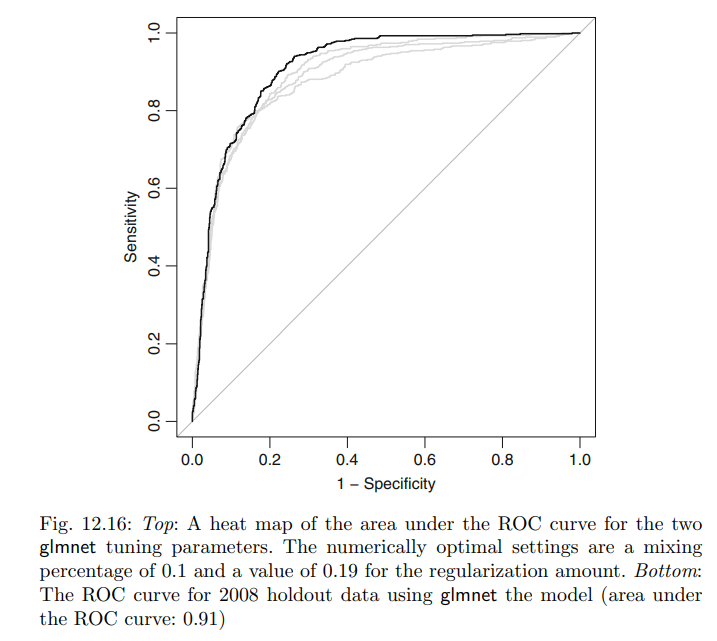 1.0
0.8
0.6
0.4
0.2
0.0
Sensitivity
0.0 0.2 0.4 0.6 0.8 1.0
1 − Specificity
Fig. 12.16: Top: A heat map of the area under the ROC curve for the two
glmnet tuning parameters. The numerically optimal settings are a mixing
percentage of 0.1 and a value of 0.19 for the regularization amount. Bottom:
The ROC curve for 2008 holdout data using glmnet the model (area under
the ROC curve: 0.91)